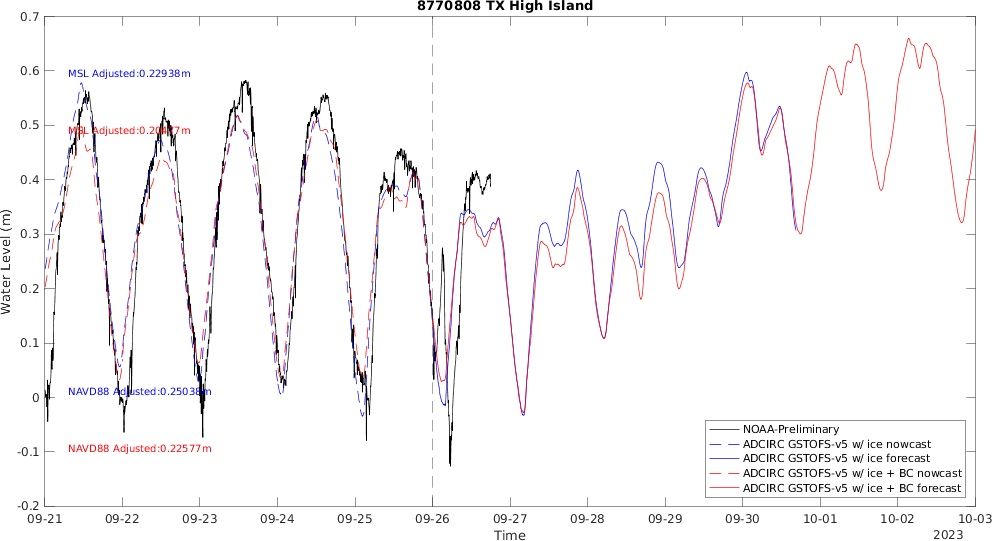 8770808 TX High Island
0.7
0.6
0.5
0.4
0.3
0.2
0.1
0
-0.1
-0.2
Water Level (m)
MSL Adjusted:0.22938m
MSL Adjusted:0.20477m
NAVD88 Adjusted:0.25038m
NAVD88 Adjusted:0.22577m
NOAA-Preliminary
ADCIRC GSTOFS-v5 w/ ice nowcast
ADCIRC GSTOFS-v5 w/ ice forecast
ADCIRC GSTOFS-v5 w/ ice + BC nowcast
ADCIRC GSTOFS-v5 w/ ice + BC forecast
09-21 09-22 09-23 09-24 09-25 09-26 09-27 09-28 09-29 09-30 10-01 10-02 10-03
Time
2023